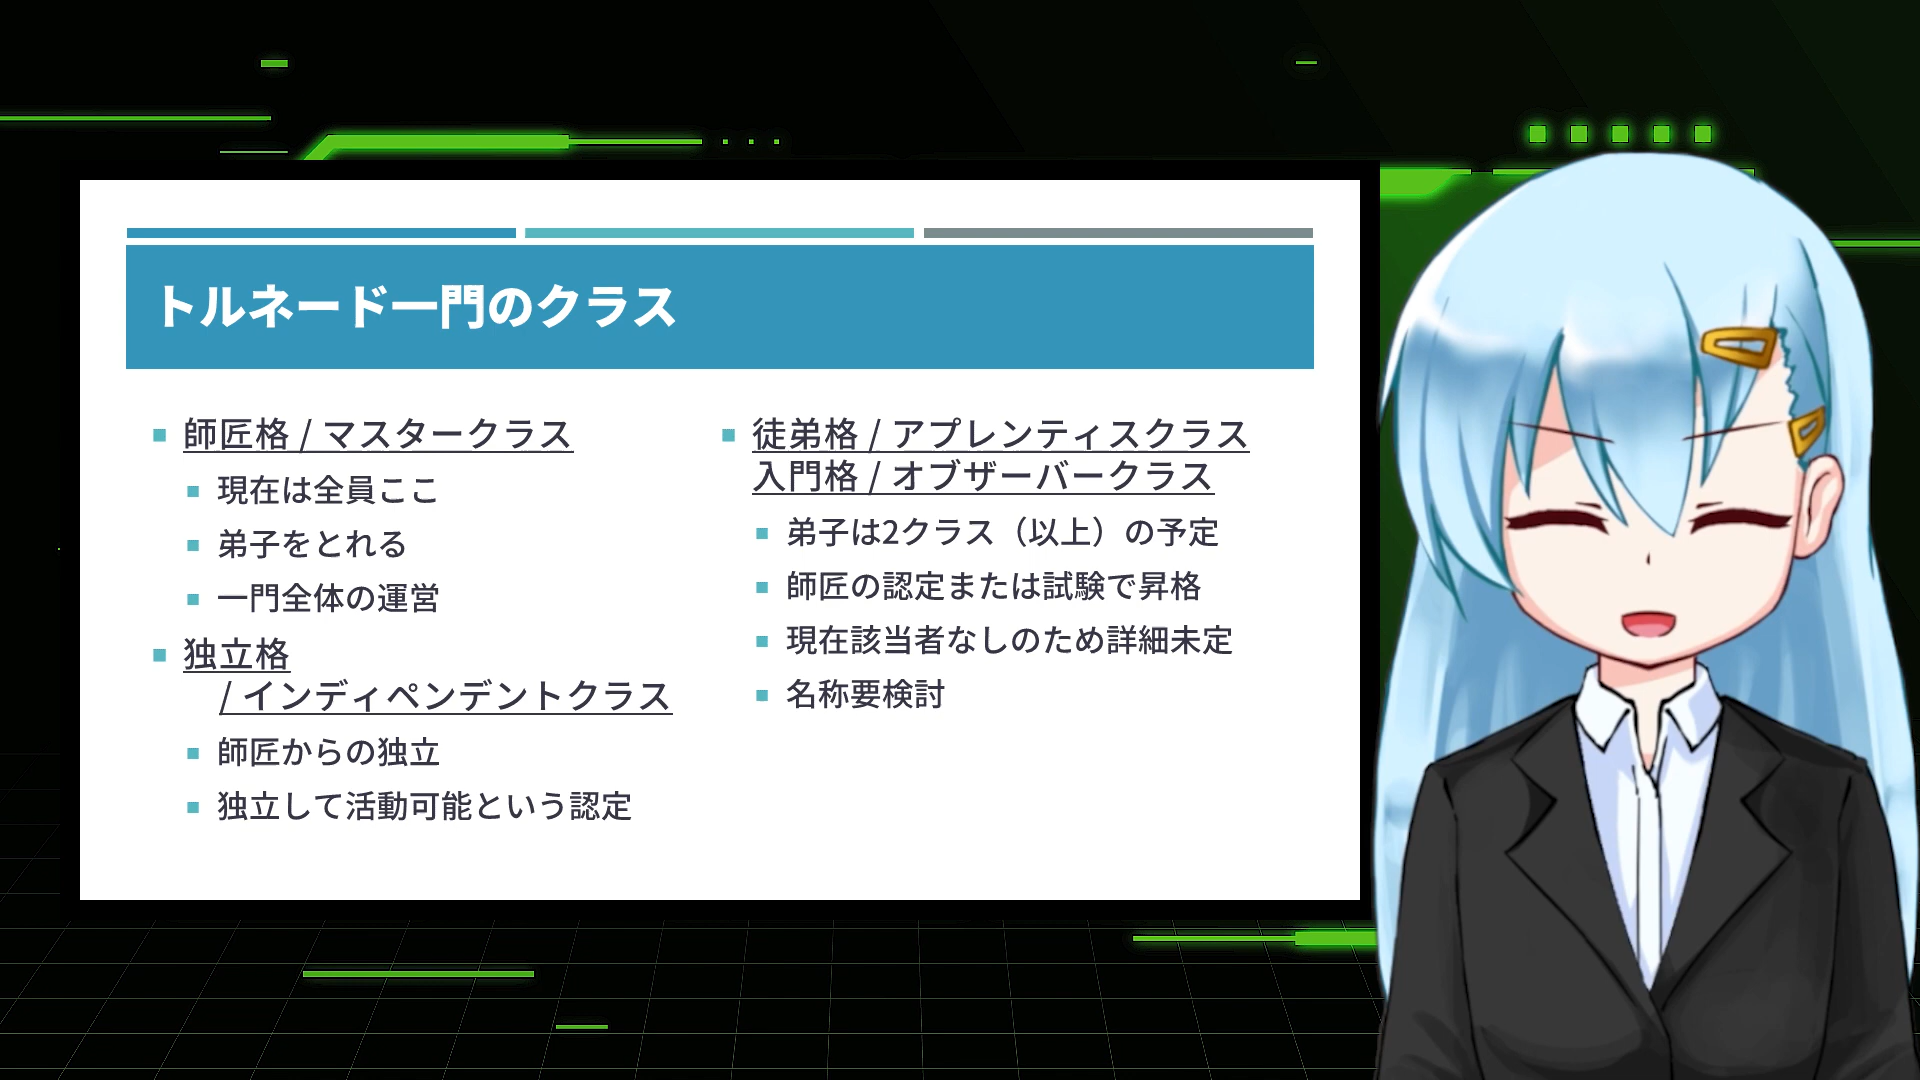 トルネード一門のクラス
師匠格 / マスタークラス
現在は全員ここ
弟子をとれる
一門全体の運営
独立格
/ インディペンデントクラス
師匠からの独立
独立して活動可能という認定
徒弟格 / アプレンティスクラス
入門格 / オブザーバークラス
弟子は2クラス（以上）の予定
師匠の認定または試験で昇格
現在該当者なしのため詳細未定
名称要検討